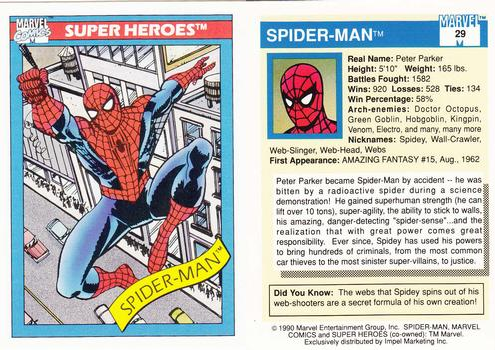 MARVEL
COMICS
SUPER HEROES™
SPIDER-MAN™
SPIDER-MAN™
MARVEL™
29
Real Name: Peter Parker
Height: 5'10" Weight: 165 lbs.
Battles Fought: 1582
Wins: 920 Losses: 528 Ties: 134
Win Percentage: 58%
Arch-enemies: Doctor Octopus,
Green Goblin, Hobgoblin, Kingpin,
Venom, Electro, and many, many more
Nicknames: Spidey, Wall-Crawler,
Web-Slinger, Web-Head, Webs
First Appearance: AMAZING FANTASY #15, Aug., 1962
Peter Parker became Spider-Man by accident -- he was
bitten by a radioactive spider during a science
demonstration! He gained superhuman strength (he can
lift over 10 tons), super-agility, the ability to stick to walls,
his amazing, danger-detecting "spider-sense"...and the
realization that with great power comes great
responsibility. Ever since, Spidey has used his powers
to bring hundreds of criminals, from the most common
car thieves to the most sinister super-villains, to justice.
Did You Know: The webs that Spidey spins out of his
web-shooters are a secret formula of his own creation!
© 1990 Marvel Entertainment Group, Inc. SPIDER-MAN, MARVEL
COMICS and SUPER HEROES (co-owned): TM Marvel.
Exclusively distributed by Impel Marketing Inc.